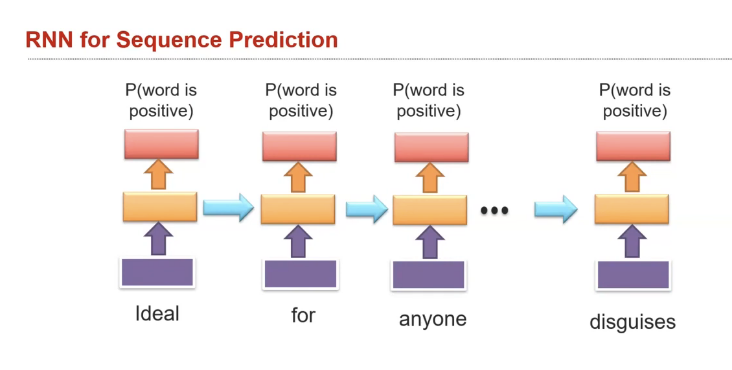 RNN for Sequence Prediction
P(word is
positive)
P(word is
positive)
P(word is
positive)
P(word is
positive)
•••
Ideal
for
anyone
disguises